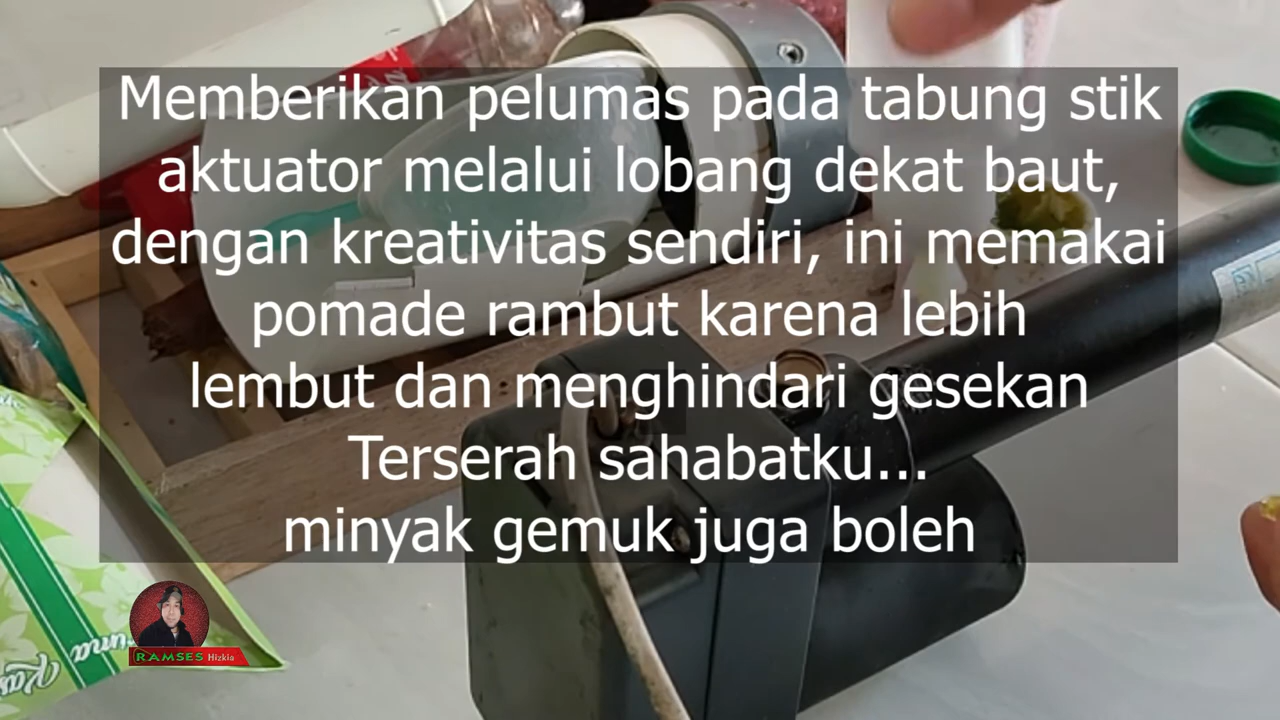 Memberikan pelumas pada tabung stik
aktuator melalui lobang dekat baut,
dengan kreativitas sendiri, ini memakai
pomade rambut karena lebih
lembut dan menghindari gesekan
Terserah sahabatku...
minyak gemuk juga boleh
RAMSES Hizkia